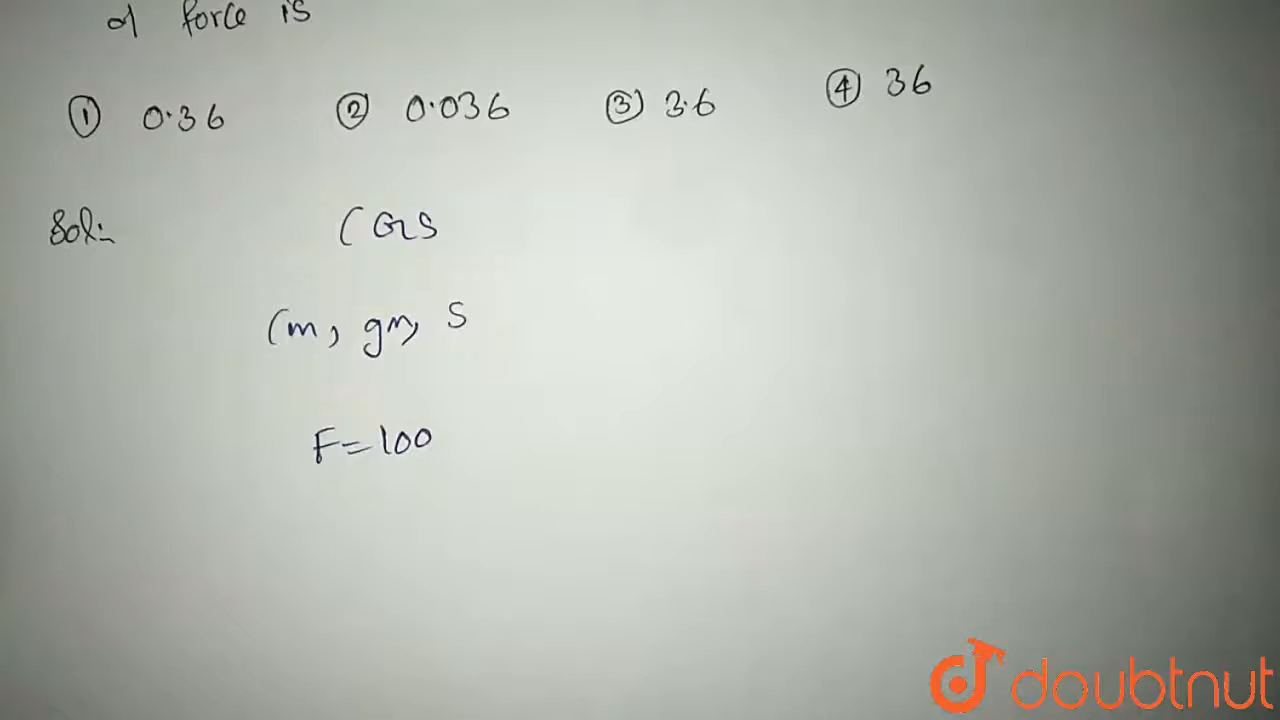 of force is
① 0.36 ② 0.036 ③ 3.6 ④ 36
Sol:-
CGS
Cm, gm, S
F=100
doubtnut